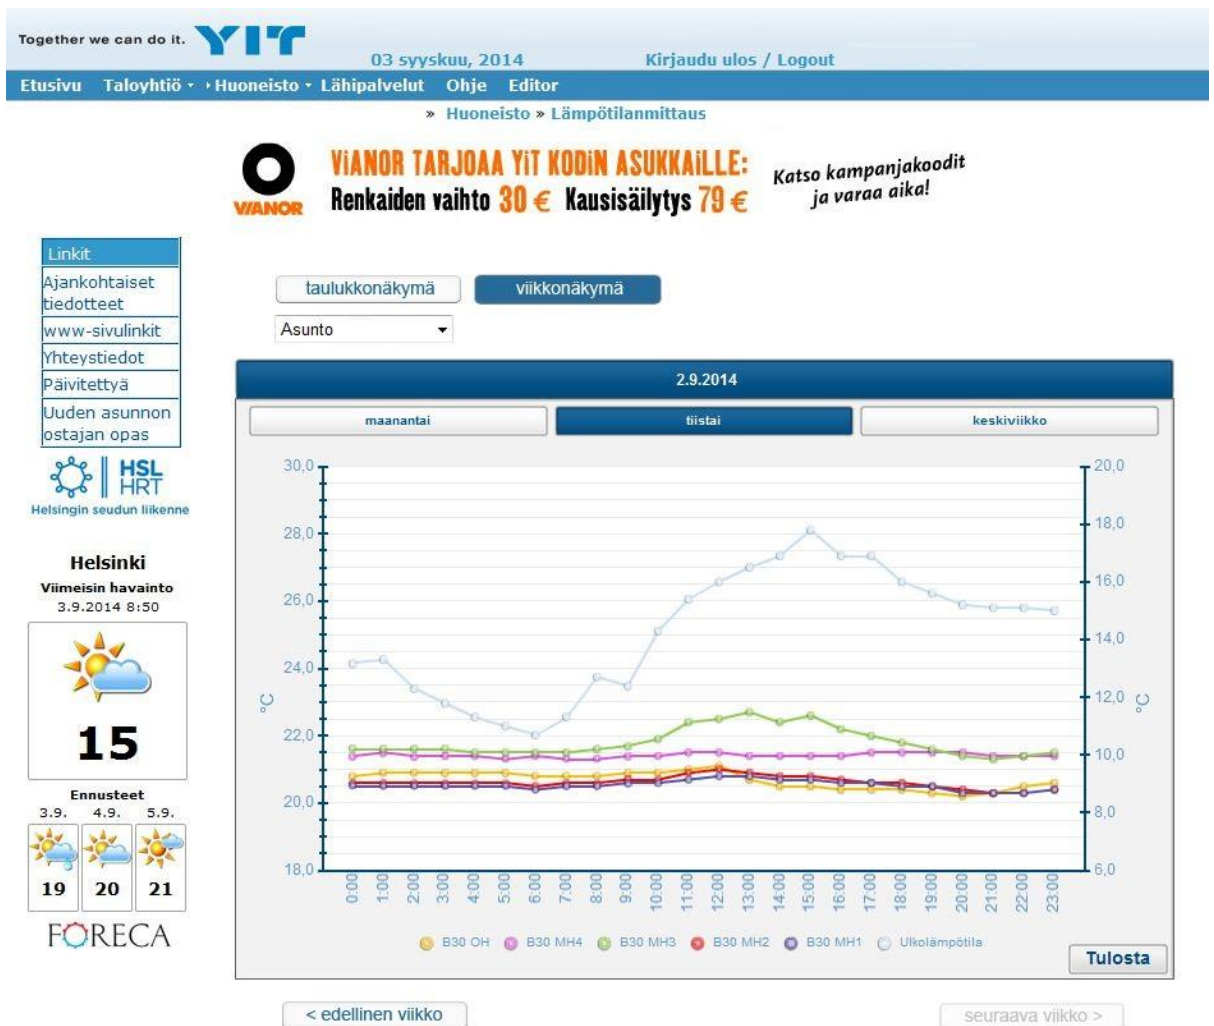 Together we can do it. YIT
03 syyskuu, 2014 Kirjaudu ulos / Logout
Etusivu Taloyhtiö Huoneisto Lähipalvelut Ohje Editor
» Huoneisto » Lämpötilanmittaus
VIANOR
ViANOR TARJOAA YiT KODiN ASUKKAiLLE:
Renkaiden vaihto 30 € Kausisäilytys 79 €
Katso kampanjakoodit
ja varaa aika!
Linkit
Ajankohtaiset
tiedotteet
www-sivulinkit
Yhteystiedot
Päivitettyä
Uuden asunnon
ostajan opas
HSL
HRT
Helsingin seudun liikenne
Helsinki
Viimeisin havainto
3.9.2014 8:50
15
Ennusteet
3.9. 4.9. 5.9.
19 20 21
FORECA
taulukkonäkymä viikkonäkymä
Asunto
2.9.2014
maanantai tiistai keskiviikko
30,0
28,0
26,0
24,0
22,0
20,0
18,0
°C
20,0
18,0
16,0
14,0
12,0
10,0
8,0
6,0
°C
0:00 1:00 2:00 3:00 4:00 5:00 6:00 7:00 8:00 9:00 10:00 11:00 12:00 13:00 14:00 15:00 16:00 17:00 18:00 19:00 20:00 21:00 22:00 23:00
B30 OH B30 MH4 B30 MH3 B30 MH2 B30 MH1 Ulkolämpötila
Tulosta
< edellinen viikko seuraava viikko >